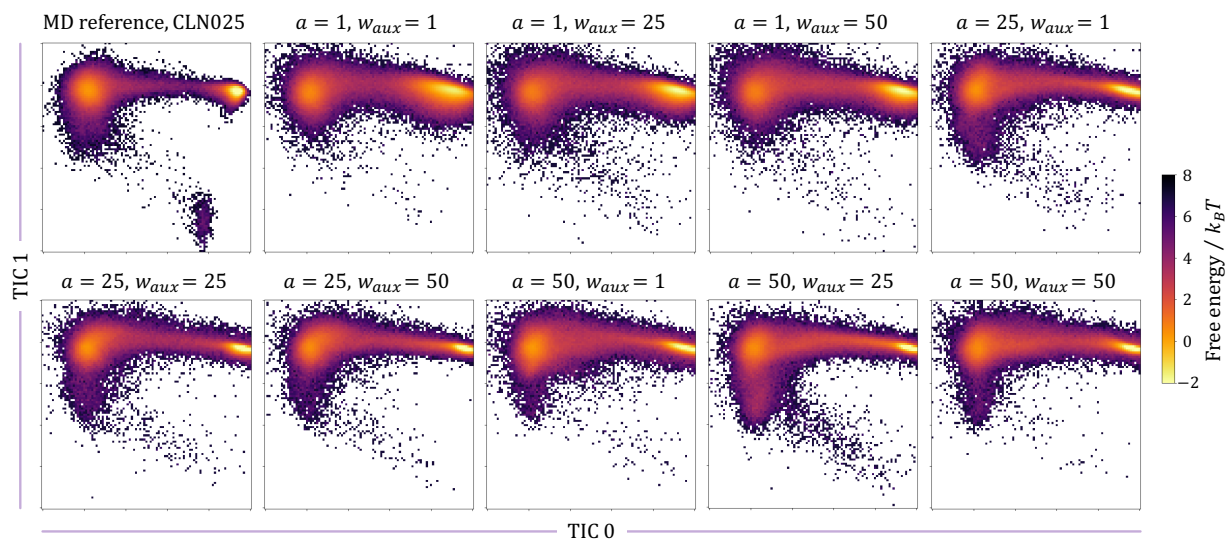 MD reference, CLN025
a = 1, w_aux = 1
a = 1, w_aux = 25
a = 1, w_aux = 50
a = 25, w_aux = 1
a = 25, w_aux = 25
a = 25, w_aux = 50
a = 50, w_aux = 1
a = 50, w_aux = 25
a = 50, w_aux = 50
TIC 1
TIC 0
8
6
4
2
0
−2
Free energy / k_BT